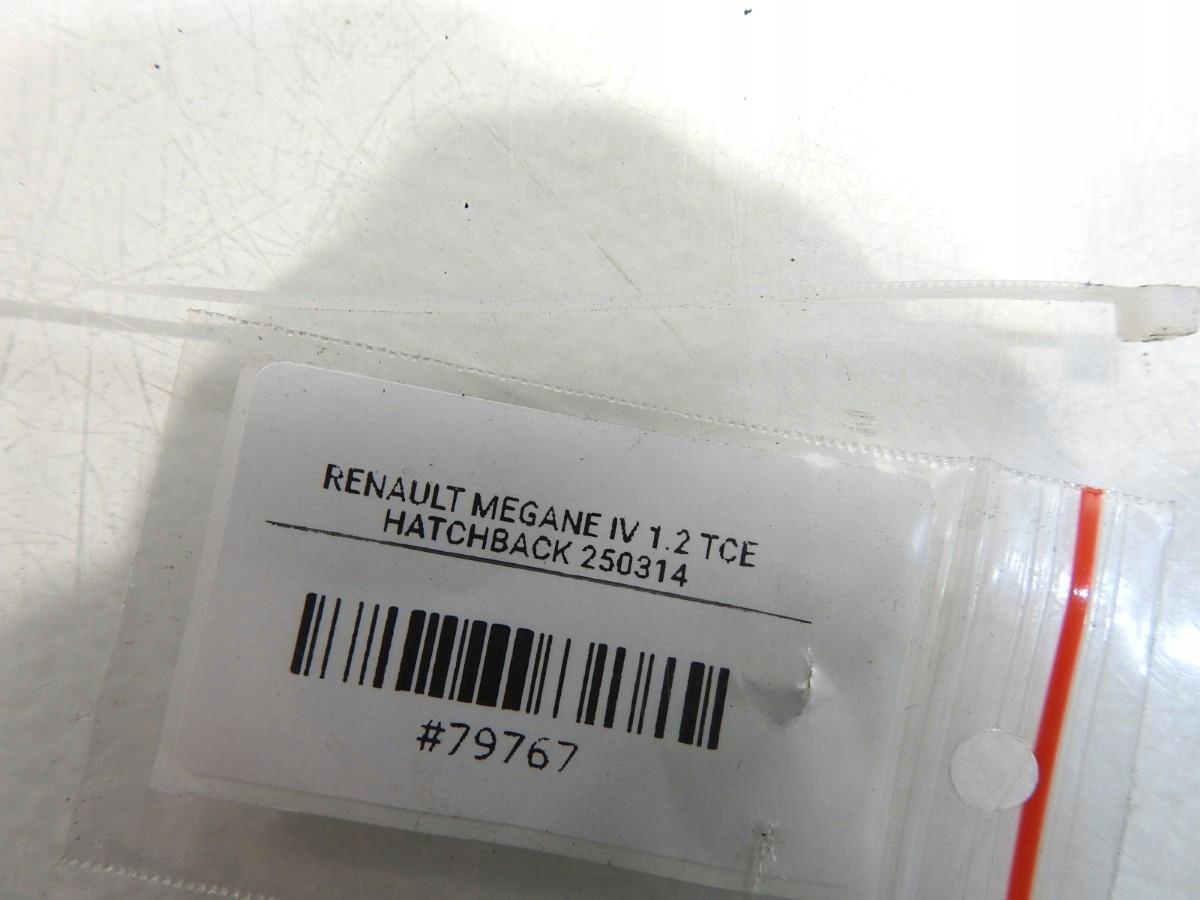 RENAULT MEGANE IV 1.2 TCE
HATCHBACK 250314
#79767